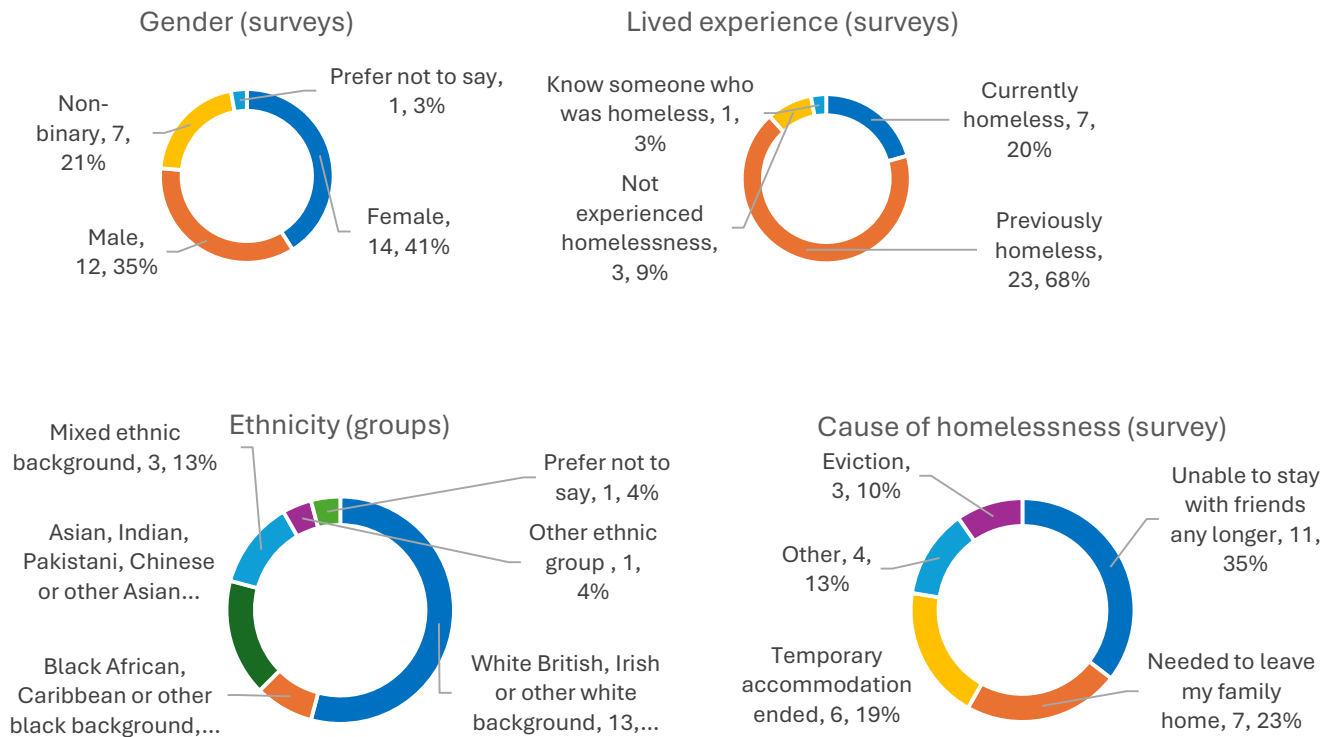 Gender (surveys)
Prefer not to say,
1, 3%
Non-
binary, 7,
21%
Female,
14, 41%
Male,
12, 35%
Lived experience (surveys)
Know someone who
was homeless, 1,
3%
Currently
homeless, 7,
20%
Not
experienced
homelessness,
3, 9%
Previously
homeless,
23, 68%
Ethnicity (groups)
Mixed ethnic
background, 3, 13%
Prefer not to
say, 1, 4%
Asian, Indian,
Pakistani, Chinese
or other Asian...
Other ethnic
group , 1,
4%
Black African,
Caribbean or other
black background,...
White British, Irish
or other white
background, 13,...
Cause of homelessness (survey)
Eviction,
3, 10%
Unable to stay
with friends
any longer, 11,
35%
Other, 4,
13%
Temporary
accommodation
ended, 6, 19%
Needed to leave
my family
home, 7, 23%